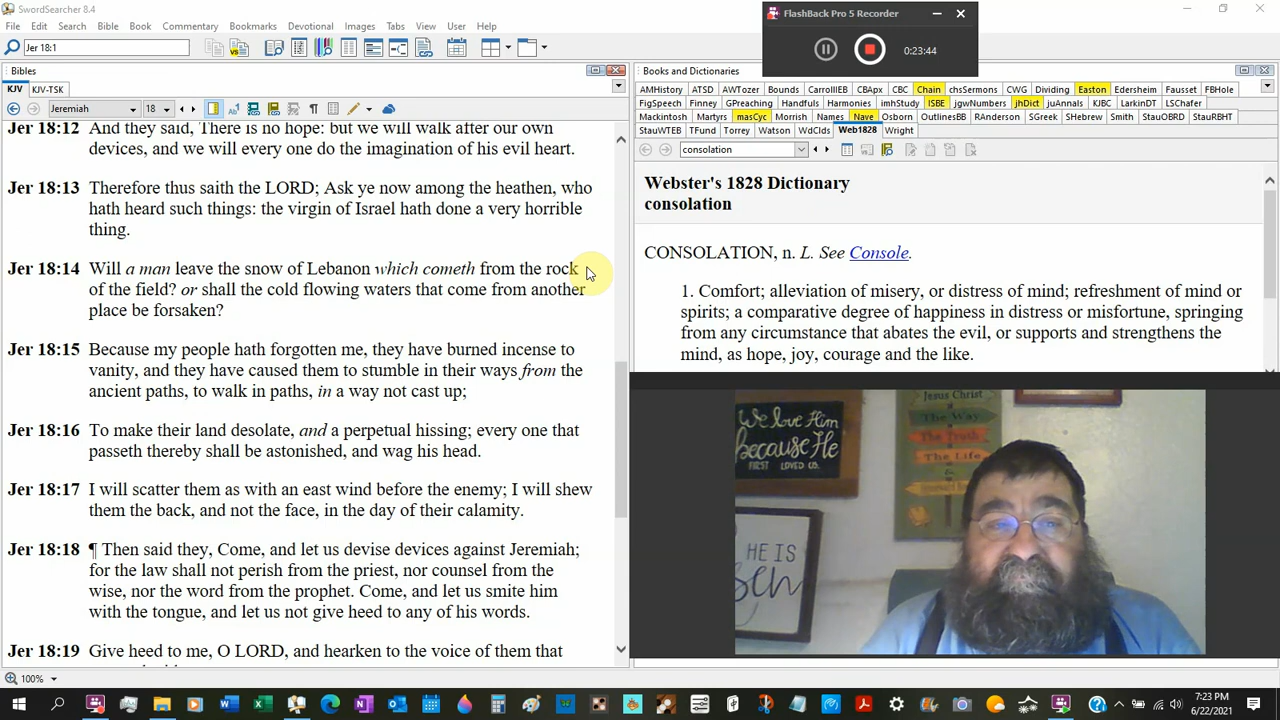 SwordSearcher 8.4
FlashBack Pro 5 Recorder
0:23:44
File Edit Search Bible Book Commentary Bookmarks Devotional Images Tabs View User Help
Jer 18:1
Bibles
KJV KJV-TSK
Jeremiah 18
Jer 18:12 And they said, There is no hope: but we will walk after our own
devices, and we will every one do the imagination of his evil heart.
Jer 18:13 Therefore thus saith the LORD; Ask ye now among the heathen, who
hath heard such things: the virgin of Israel hath done a very horrible
thing.
Jer 18:14 Will a man leave the snow of Lebanon which cometh from the rock
of the field? or shall the cold flowing waters that come from another
place be forsaken?
Jer 18:15 Because my people hath forgotten me, they have burned incense to
vanity, and they have caused them to stumble in their ways from the
ancient paths, to walk in paths, in a way not cast up;
Jer 18:16 To make their land desolate, and a perpetual hissing; every one that
passeth thereby shall be astonished, and wag his head.
Jer 18:17 I will scatter them as with an east wind before the enemy; I will shew
them the back, and not the face, in the day of their calamity.
Jer 18:18 ¶ Then said they, Come, and let us devise devices against Jeremiah;
for the law shall not perish from the priest, nor counsel from the
wise, nor the word from the prophet. Come, and let us smite him
with the tongue, and let us not give heed to any of his words.
Jer 18:19 Give heed to me, O LORD, and hearken to the voice of them that
100%
Books and Dictionaries
AMHistory ATSD AWTozer Bounds CarrollEIB CBApx CBC Chain chsSermons CWG Dividing Easton Edersheim Fausset FBHole
FigSpeech Finney GPreaching Handfuls Harmonies imhStudy ISBE jgwNumbers jhDict juAnnals KJBC LarkinDT LSChafer
Mackintosh Martyrs masCyc Morrish Names Nave Osborn OutlinesBB RAnderson SGreek SHebrew Smith StauOBRD StauRBHT
StauWTEB TFund Torrey Watson WdClds Web1828 Wright
consolation
Webster's 1828 Dictionary
consolation
CONSOLATION, n. L. See Console.
1. Comfort; alleviation of misery, or distress of mind; refreshment of mind or
spirits; a comparative degree of happiness in distress or misfortune, springing
from any circumstance that abates the evil, or supports and strengthens the
mind, as hope, joy, courage and the like.
We love Him
because He
FIRST LOVED US.
Jesus Christ
The Way
The Truth
The Life
HE IS
7:23 PM
6/22/2021